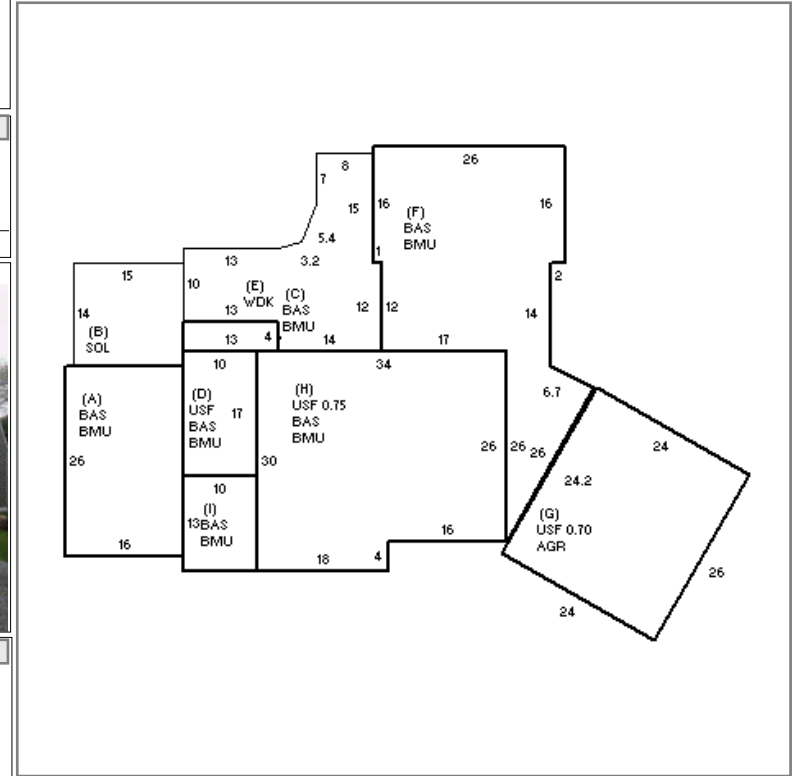 26
8
7
15
16
16
(F)
BAS
BMU
5.4
1
13
3.2
15
10
(E)
WDK
(C)
BAS
BMU
2
14
13
12
12
14
(B)
SOL
13
4
14
17
10
34
6.7
(A)
BAS
BMU
(D)
USF
BAS
BMU
17
(H)
USF 0.75
BAS
BMU
26
30
26
26
26
24
24.2
10
(G)
USF 0.70
AGR
13
(I)
BAS
BMU
16
16
18
4
26
24